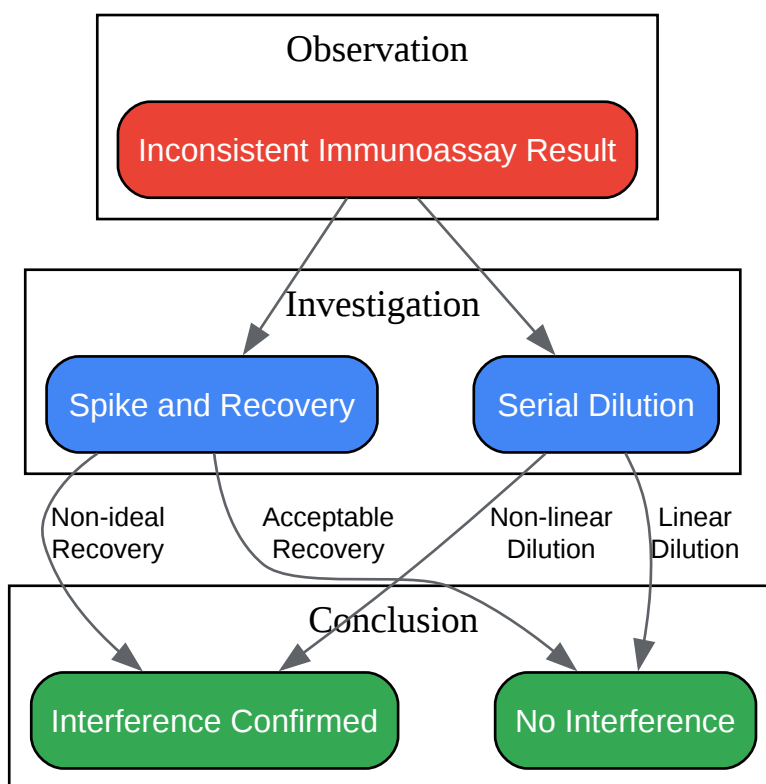 Observation
Inconsistent Immunoassay Result
Investigation
Spike and Recovery
Serial Dilution
Non-ideal
Recovery
Acceptable
Recovery
Non-linear
Dilution
Linear
Dilution
Conclusion
Interference Confirmed
No Interference